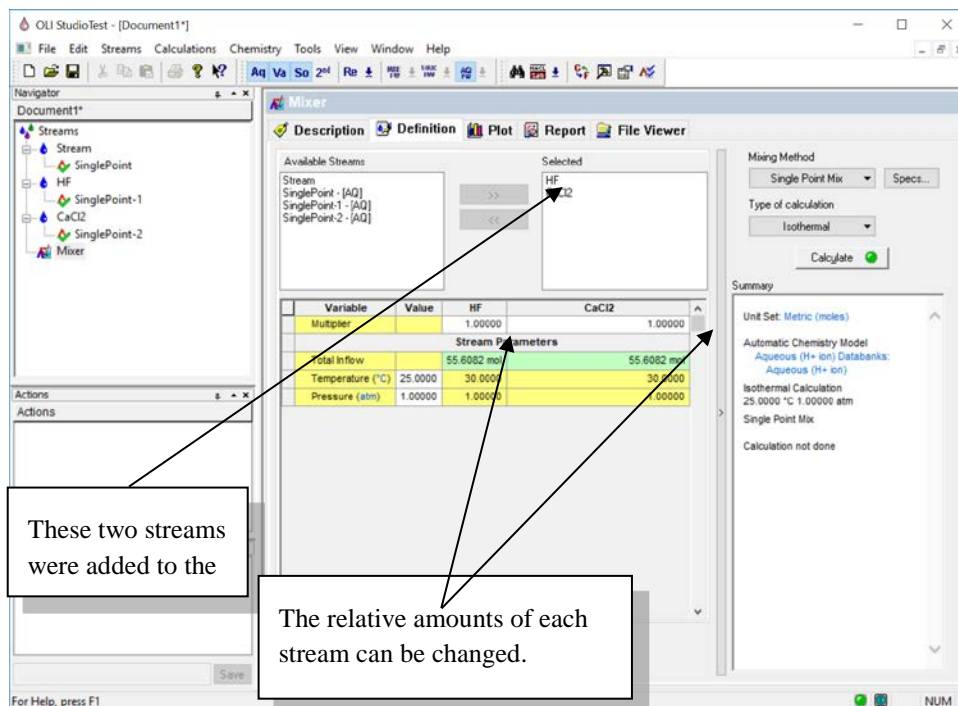 OLI StudioTest - [Document1*]
File Edit Streams Calculations Chemistry Tools View Window Help
Aq Va So 2nd Re
Navigator
Document1*
Streams
Stream
SinglePoint
HF
SinglePoint-1
CaCl2
SinglePoint-2
Mixer
Actions
Actions
Save
Mixer
Description Definition Plot Report File Viewer
Available Streams
Stream
SinglePoint - [AQ]
SinglePoint-1 - [AQ]
SinglePoint-2 - [AQ]
>>
<<
Selected
HF
Variable Value HF CaCl2
Multiplier 1.00000 1.00000
Stream Parameters
Total Inflow 55.6082 mol 55.6082 mol
Temperature (°C) 25.0000 30.0000 30.0000
Pressure (atm) 1.00000 1.00000 1.00000
Mixing Method
Single Point Mix Specs...
Type of calculation
Isothermal
Calculate
Summary
Unit Set: Metric (moles)
Automatic Chemistry Model
Aqueous (H+ ion) Databanks:
Aqueous (H+ ion)
Isothermal Calculation
25.0000 °C 1.00000 atm
Single Point Mix
Calculation not done
These two streams
were added to the
The relative amounts of each
stream can be changed.
For Help, press F1
NUM